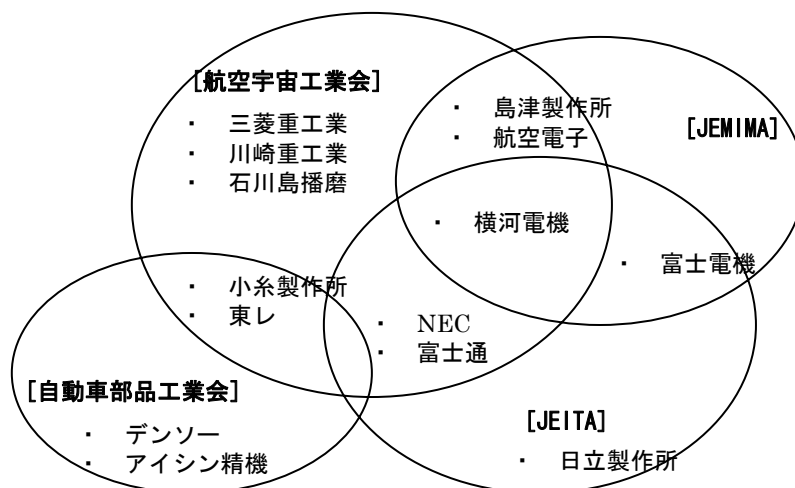 [航空宇宙工業会]
・ 三菱重工業
・ 川崎重工業
・ 石川島播磨
・ 島津製作所
・ 航空電子
[JEMIMA]
・ 横河電機
・ 富士電機
・ 小糸製作所
・ 東レ
・ NEC
・ 富士通
[自動車部品工業会]
・ デンソー
・ アイシン精機
[JEITA]
・ 日立製作所